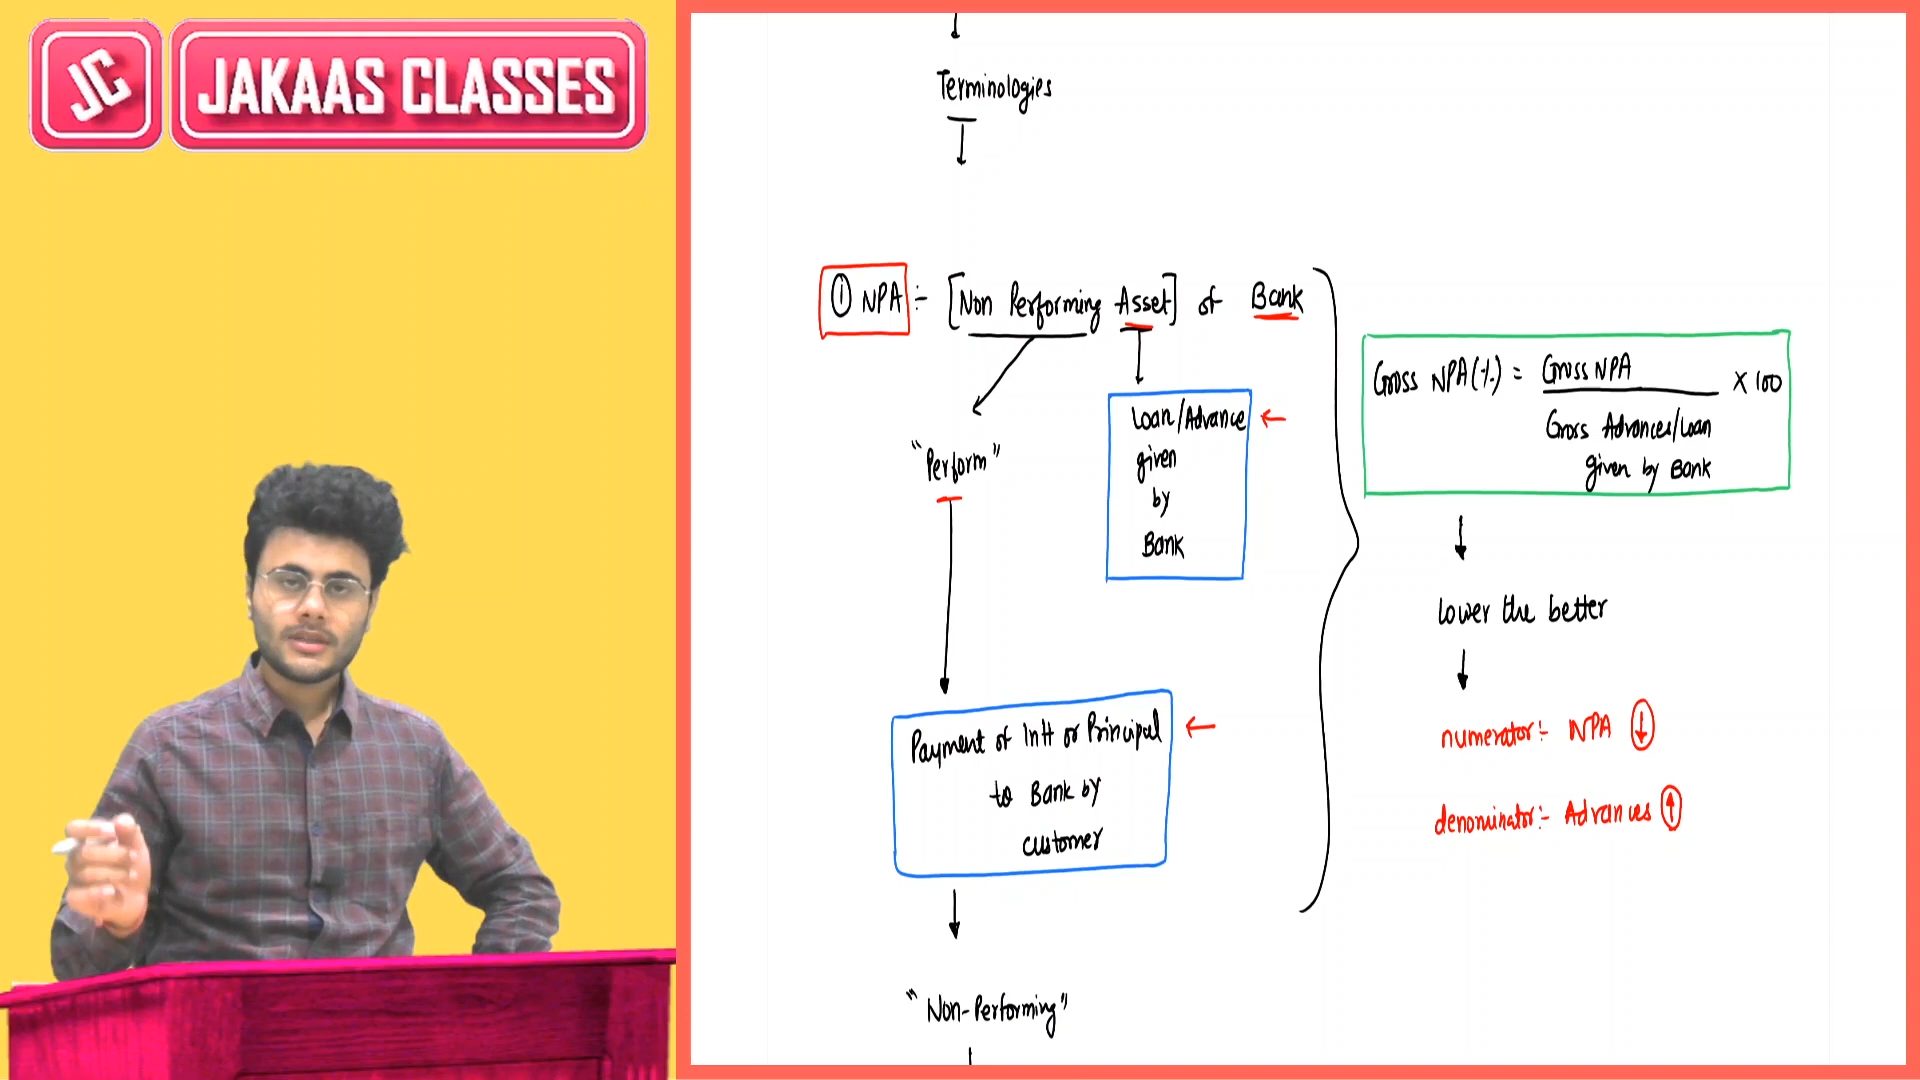 JC JAKAAS CLASSES
Terminologies
① NPA :- [Non Performing Asset] of Bank
"Perform"
Loan/Advance
given
by
Bank
Payment of Intt or Principal
to Bank by
customer
"Non-Performing"
Gross NPA(%) = Gross NPA × 100
Gross Advances/Loan
given by Bank
lower the better
numerator:- NPA ↓
denominator:- Advances ↑